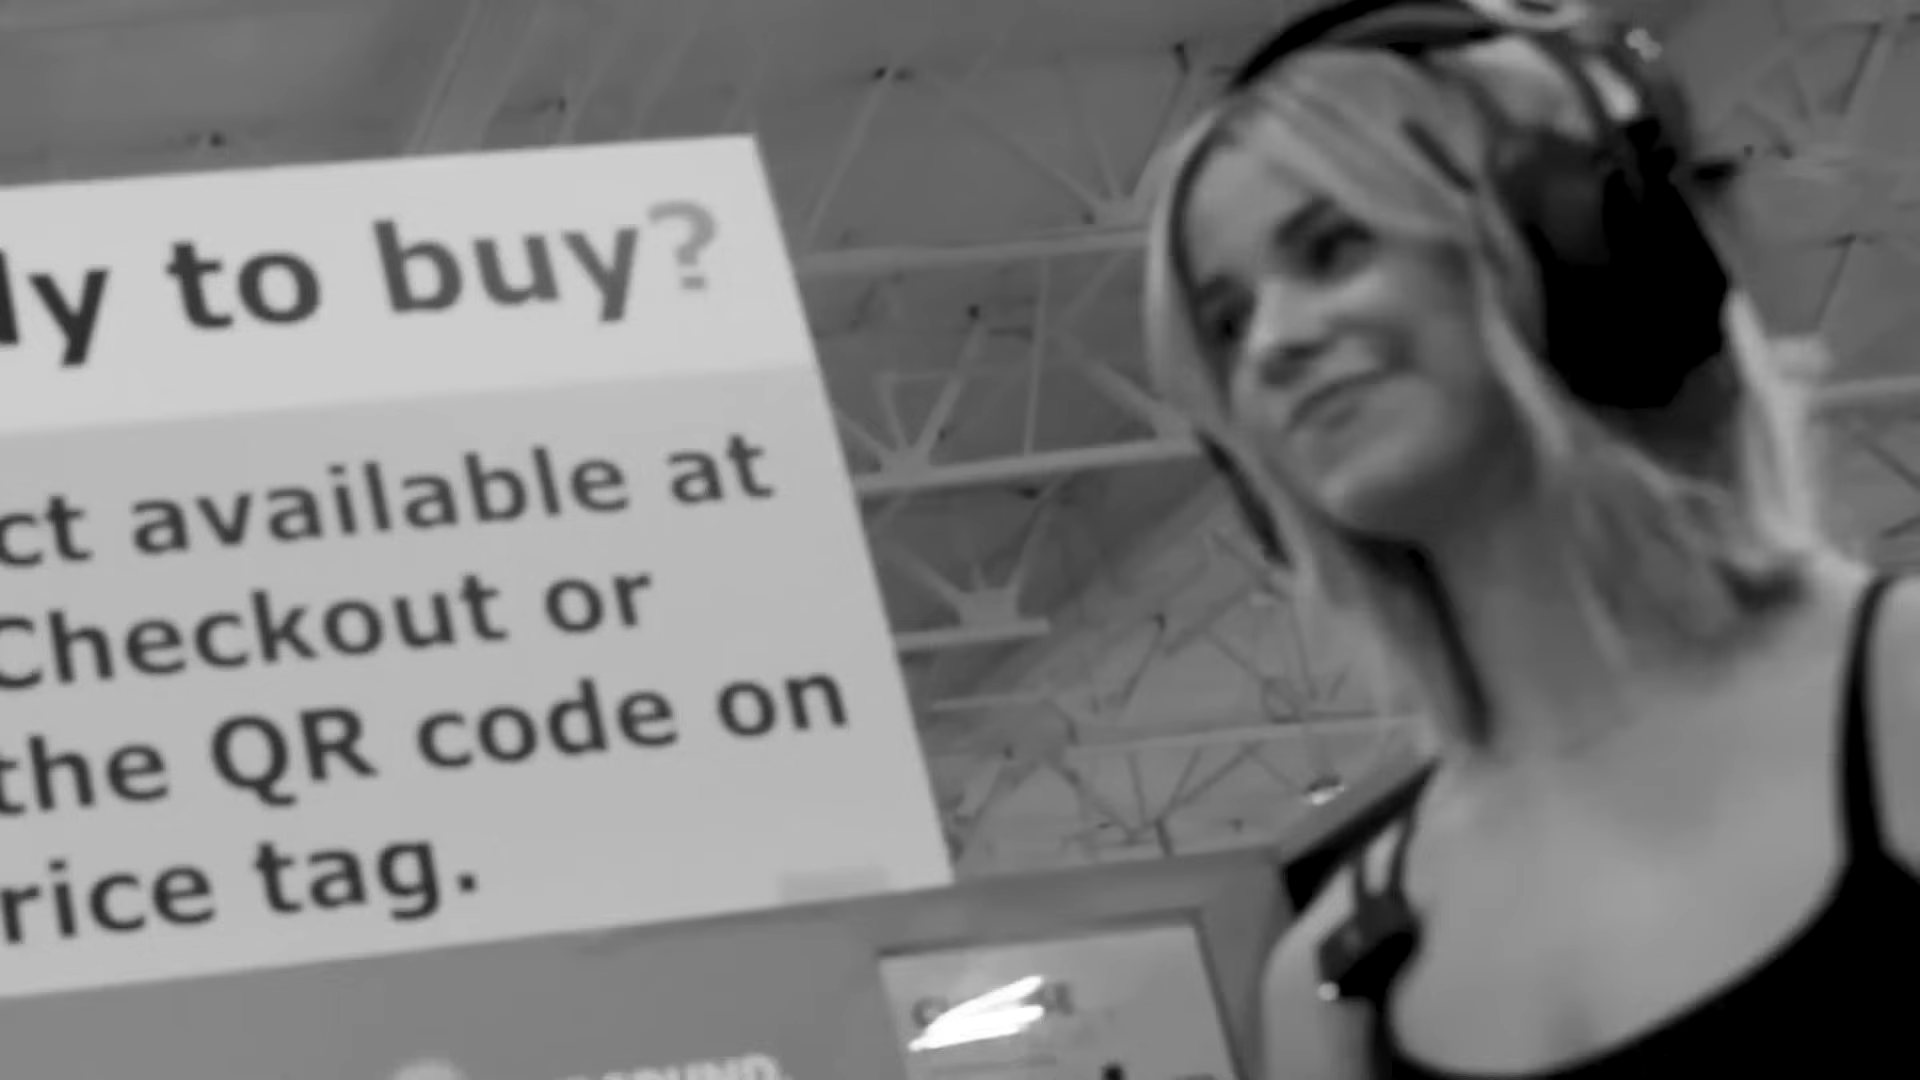 ly to buy?
ct available at
Checkout or
the QR code on
rice tag.